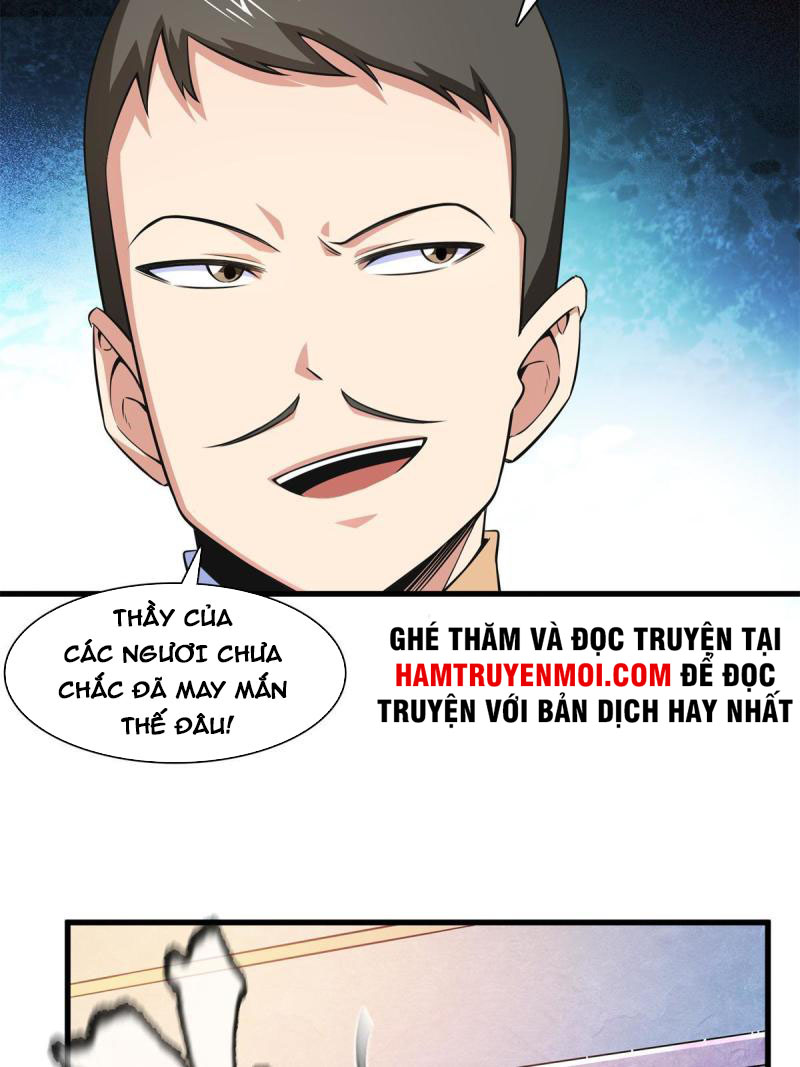 THẦY CỦA
CÁC NGƯƠI CHƯA
CHẮC ĐÃ MAY MẮN
THẾ ĐÂU!
GHÉ THĂM VÀ ĐỌC TRUYỆN TẠI
HAMTRUYENMOI.COM ĐỂ ĐỌC
TRUYỆN VỚI BẢN DỊCH HAY NHẤT